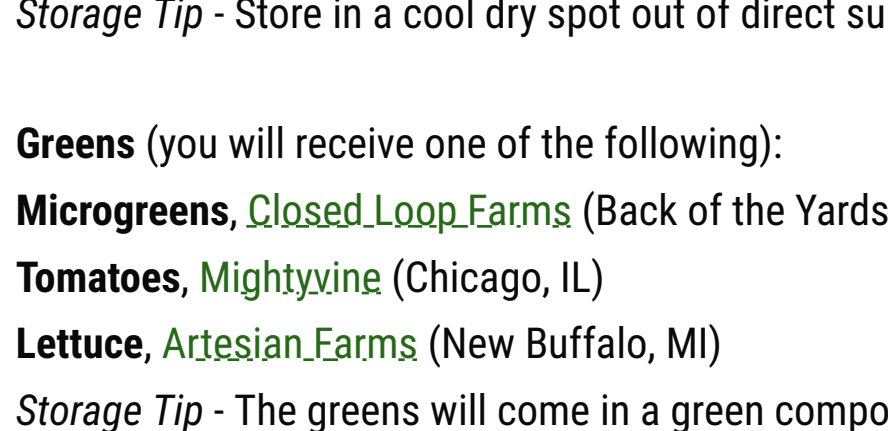 Storage Tip - Store in a cool dry spot out of direct su
Greens (you will receive one of the following):
Microgreens, Closed Loop Farms (Back of the Yards
Tomatoes, Mightyvine (Chicago, IL)
Lettuce, Artesian Farms (New Buffalo, MI)
Storage Tip - The greens will come in a green compo